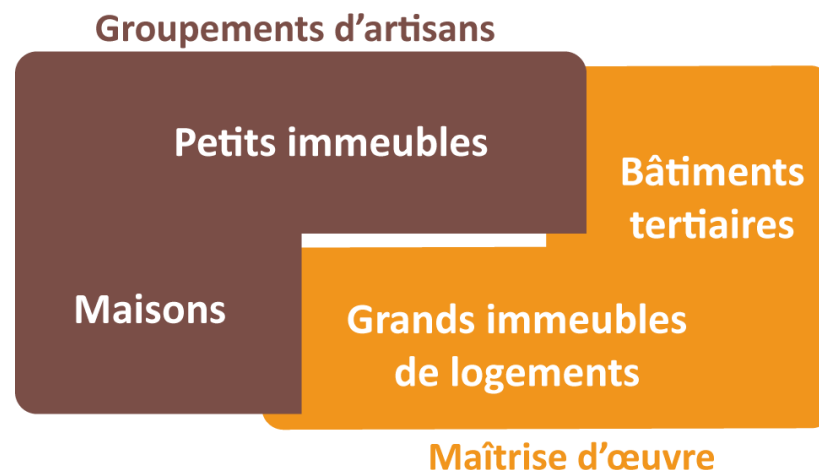 Groupements d’artisans
Petits immeubles
Bâtiments
tertiaires
Maisons
Grands immeubles
de logements
Maîtrise d’œuvre